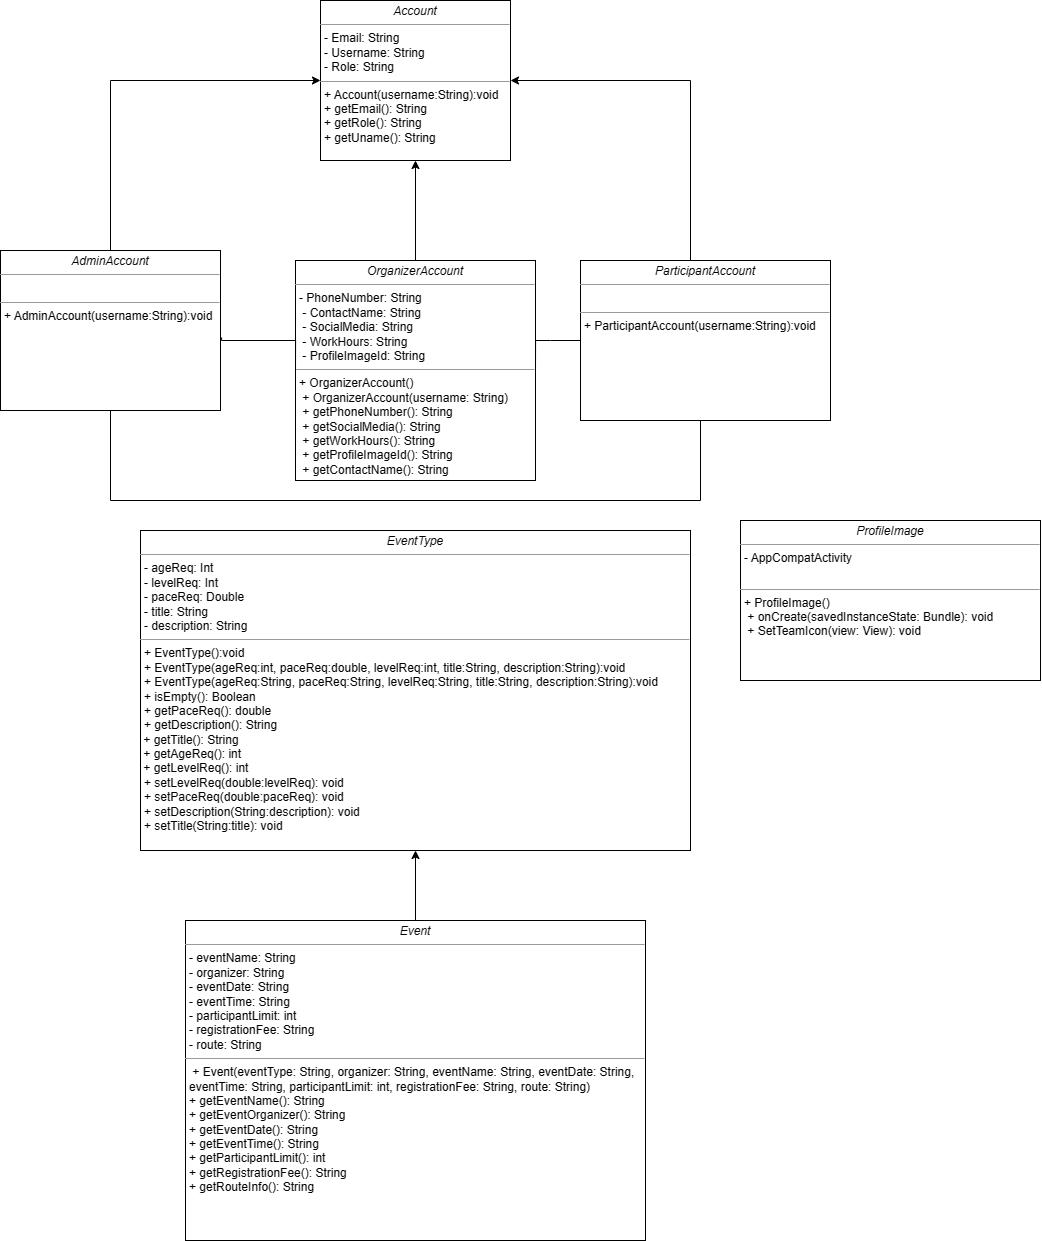 Account
- Email: String
- Username: String
- Role: String
+ Account(username:String):void
+ getEmail(): String
+ getRole(): String
+ getUname(): String
AdminAccount
+ AdminAccount(username:String):void
OrganizerAccount
- PhoneNumber: String
- ContactName: String
- SocialMedia: String
- WorkHours: String
- ProfileImageId: String
+ OrganizerAccount()
+ OrganizerAccount(username: String)
+ getPhoneNumber(): String
+ getSocialMedia(): String
+ getWorkHours(): String
+ getProfileImageId(): String
+ getContactName(): String
ParticipantAccount
+ ParticipantAccount(username:String):void
EventType
- ageReq: Int
- levelReq: Int
- paceReq: Double
- title: String
- description: String
+ EventType():void
+ EventType(ageReq:int, paceReq:double, levelReq:int, title:String, description:String):void
+ EventType(ageReq:String, paceReq:String, levelReq:String, title:String, description:String):void
+ isEmpty(): Boolean
+ getPaceReq(): double
+ getDescription(): String
+ getTitle(): String
+ getAgeReq(): int
+ getLevelReq(): int
+ setLevelReq(double:levelReq): void
+ setPaceReq(double:paceReq): void
+ setDescription(String:description): void
+ setTitle(String:title): void
ProfileImage
- AppCompatActivity
+ ProfileImage()
+ onCreate(savedInstanceState: Bundle): void
+ SetTeamIcon(view: View): void
Event
- eventName: String
- organizer: String
- eventDate: String
- eventTime: String
- participantLimit: int
- registrationFee: String
- route: String
+ Event(eventType: String, organizer: String, eventName: String, eventDate: String,
eventTime: String, participantLimit: int, registrationFee: String, route: String)
+ getEventName(): String
+ getEventOrganizer(): String
+ getEventDate(): String
+ getEventTime(): String
+ getParticipantLimit(): int
+ getRegistrationFee(): String
+ getRouteInfo(): String